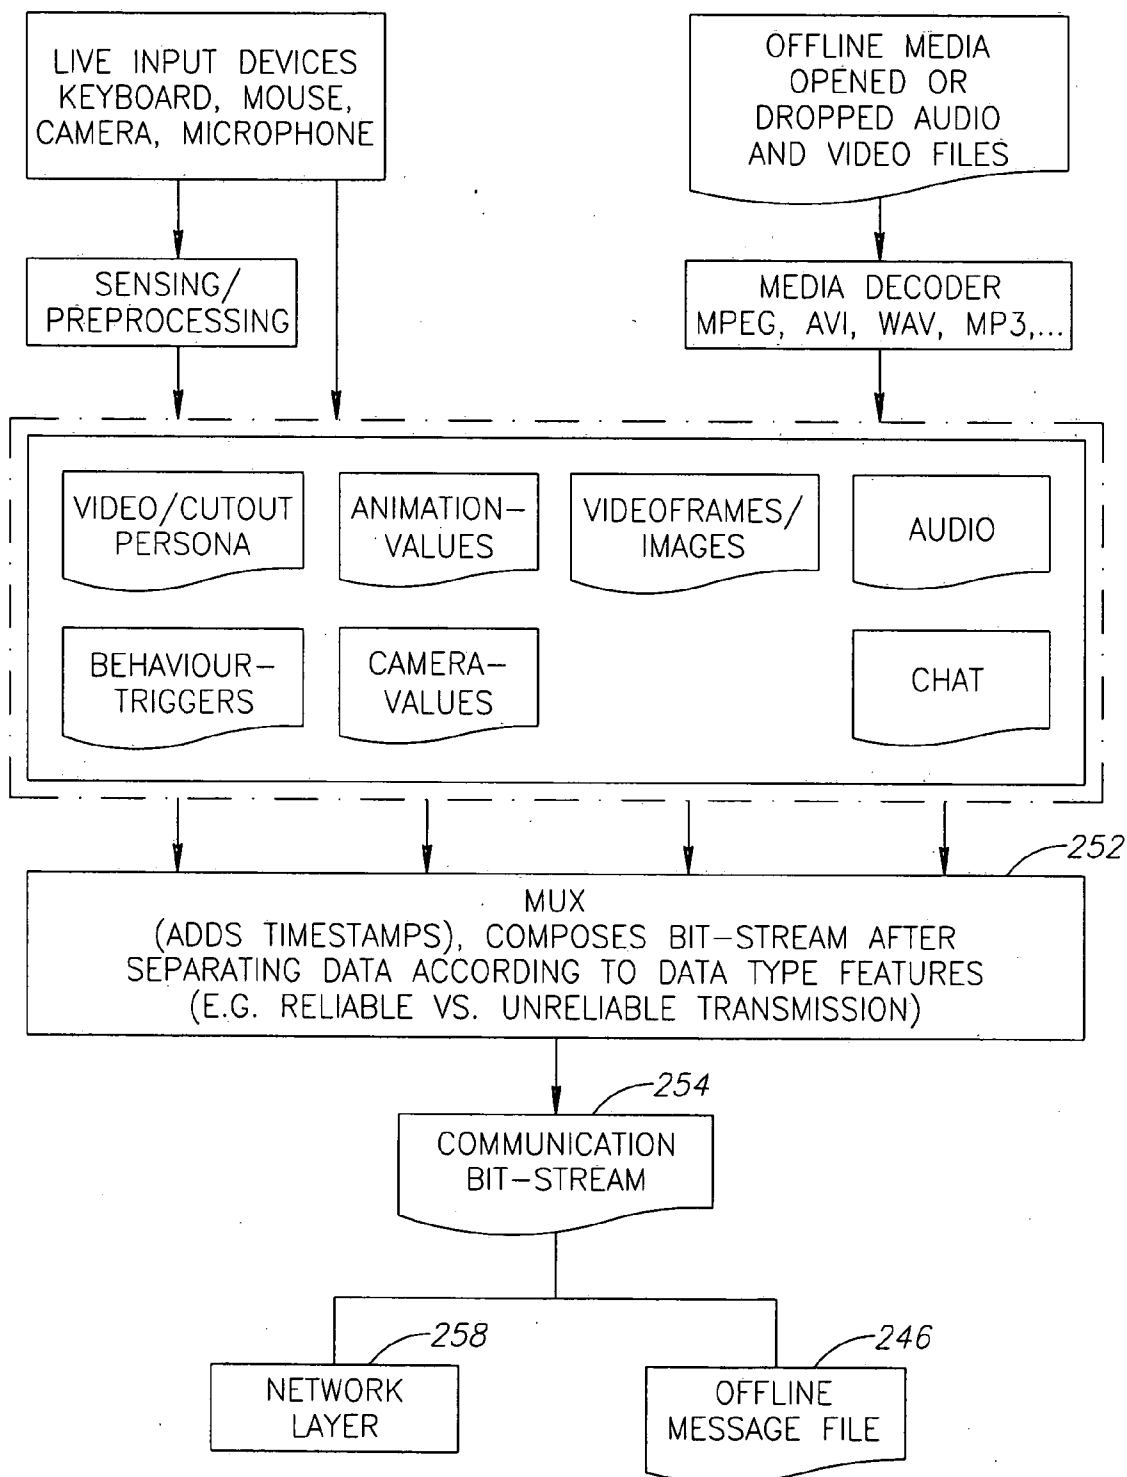 LIVE INPUT DEVICES
KEYBOARD, MOUSE,
CAMERA, MICROPHONE
OFFLINE MEDIA
OPENED OR
DROPPED AUDIO
AND VIDEO FILES
SENSING/
PREPROCESSING
MEDIA DECODER
MPEG, AVI, WAV, MP3,...
VIDEO/CUTOUT
PERSONA
ANIMATION-
VALUES
VIDEOFRAMES/
IMAGES
AUDIO
BEHAVIOUR-
TRIGGERS
CAMERA-
VALUES
CHAT
252
MUX
(ADDS TIMESTAMPS), COMPOSES BIT-STREAM AFTER
SEPARATING DATA ACCORDING TO DATA TYPE FEATURES
(E.G. RELIABLE VS. UNRELIABLE TRANSMISSION)
254
COMMUNICATION
BIT-STREAM
258
NETWORK
LAYER
246
OFFLINE
MESSAGE FILE